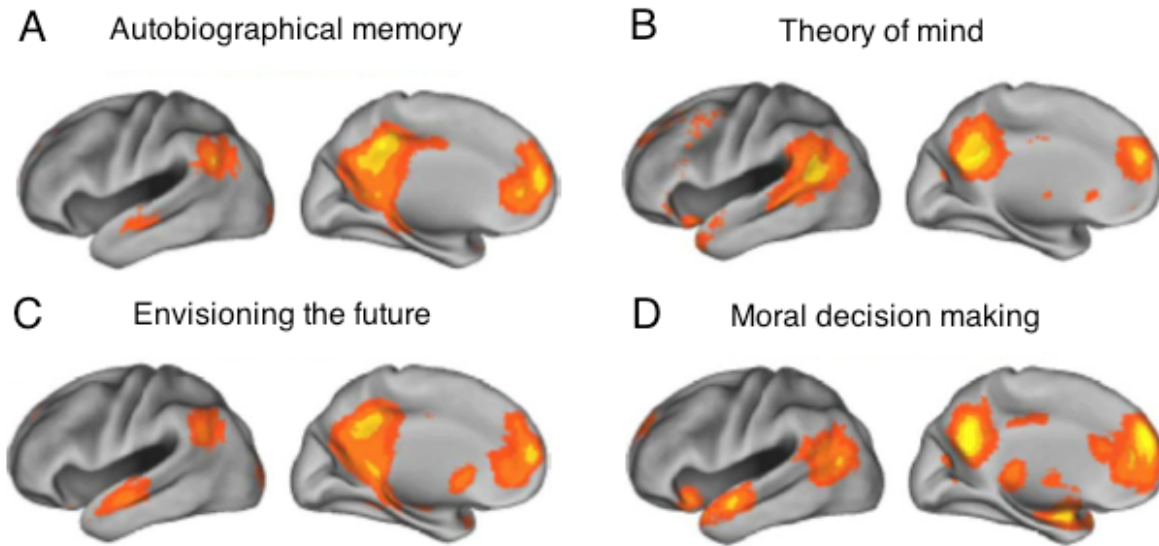 A Autobiographical memory
B Theory of mind
C Envisioning the future
D Moral decision making